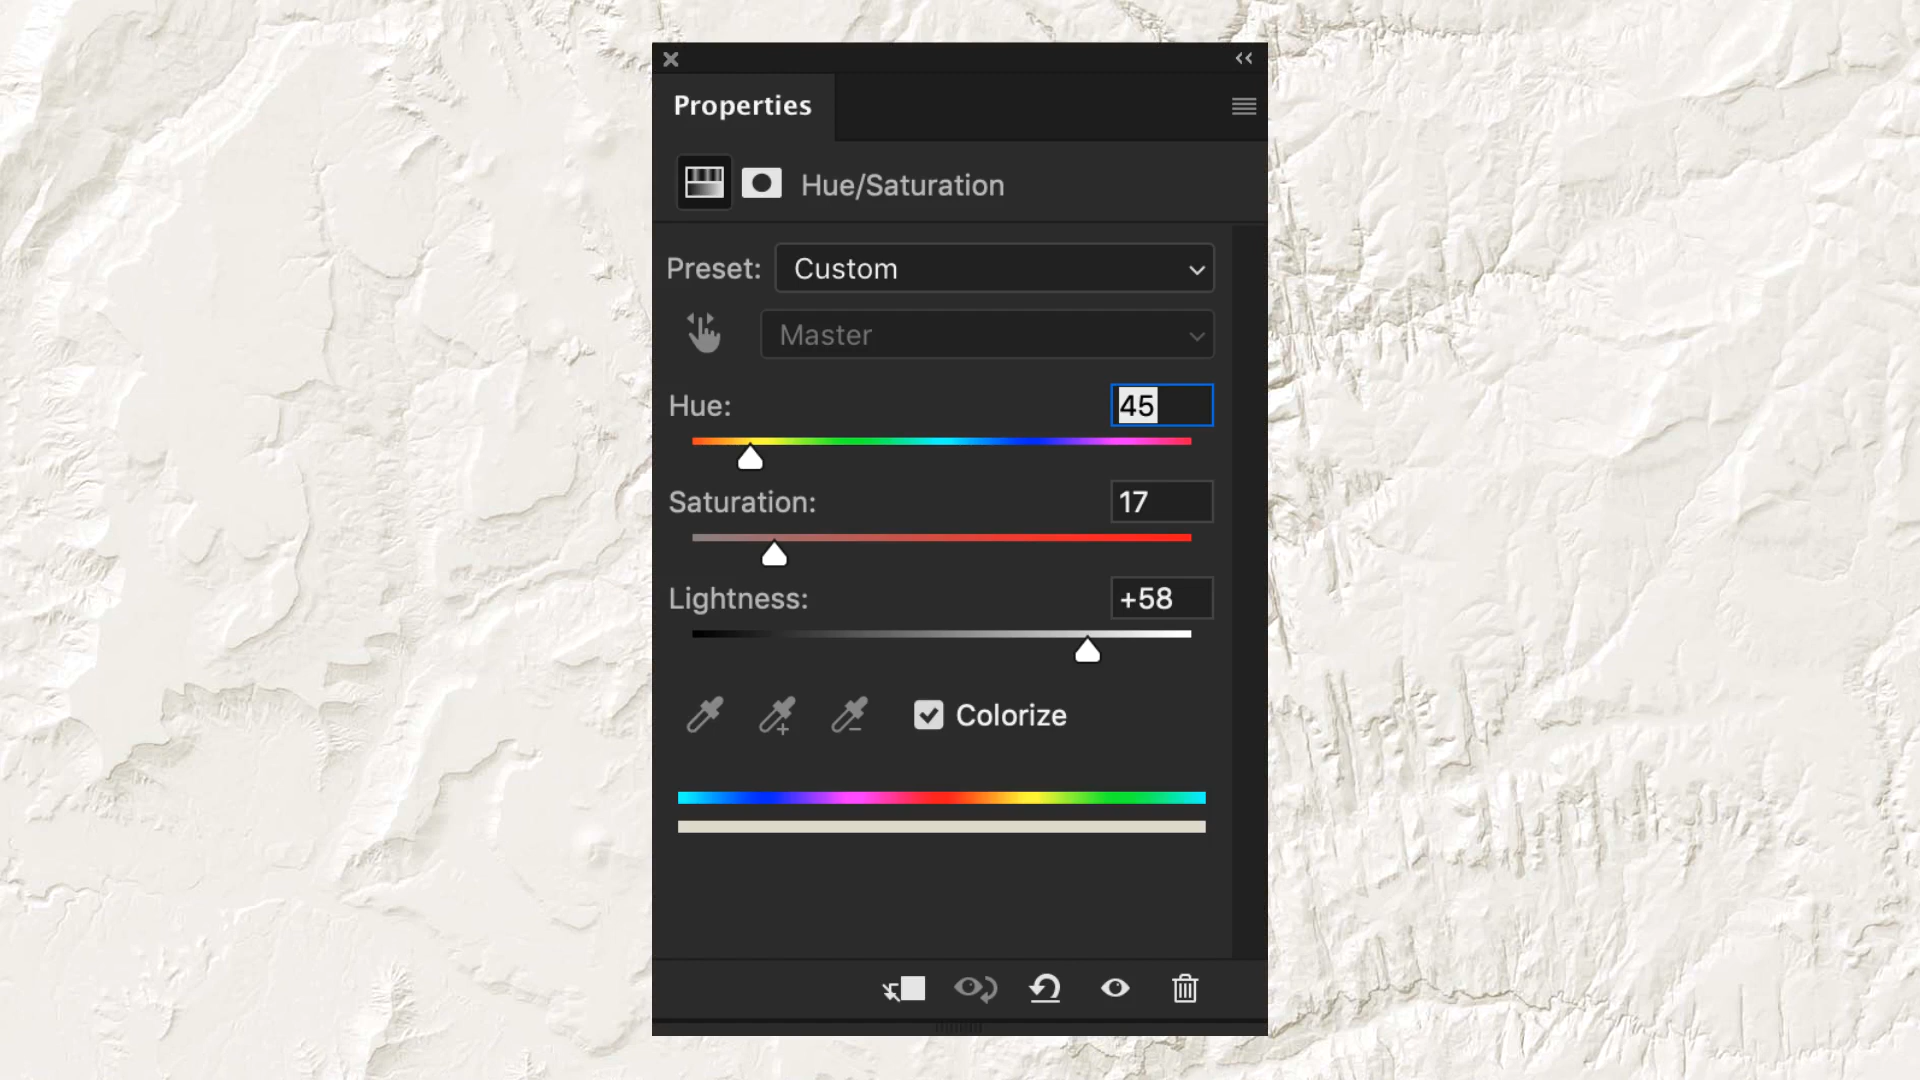 Properties
Hue/Saturation
Preset: Custom
Master
Hue: 45
Saturation: 17
Lightness: +58
Colorize